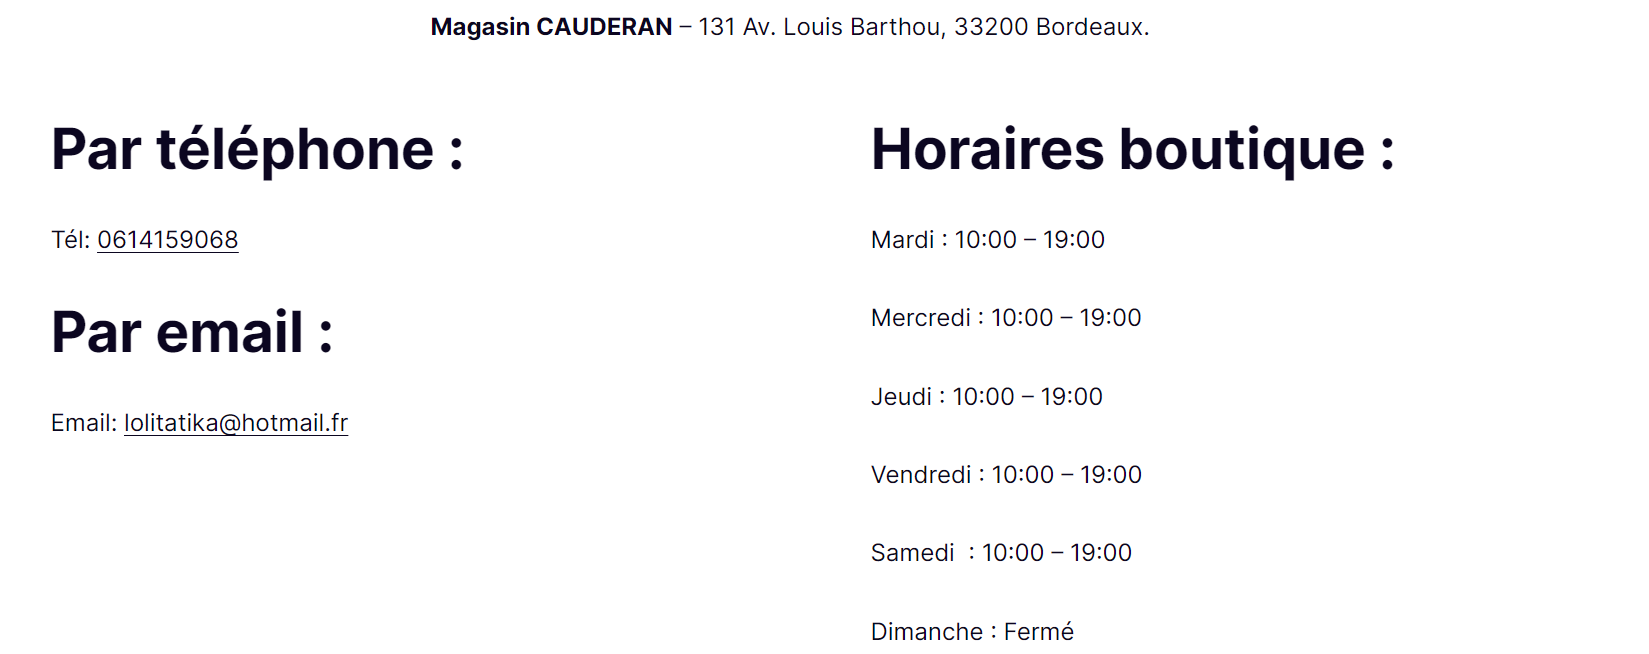 Magasin CAUDERAN – 131 Av. Louis Barthou, 33200 Bordeaux.
Par téléphone :
Tél: 0614159068
Par email :
Email: lolitatika@hotmail.fr
Horaires boutique :
Mardi : 10:00 – 19:00
Mercredi : 10:00 – 19:00
Jeudi : 10:00 – 19:00
Vendredi : 10:00 – 19:00
Samedi  : 10:00 – 19:00
Dimanche : Fermé